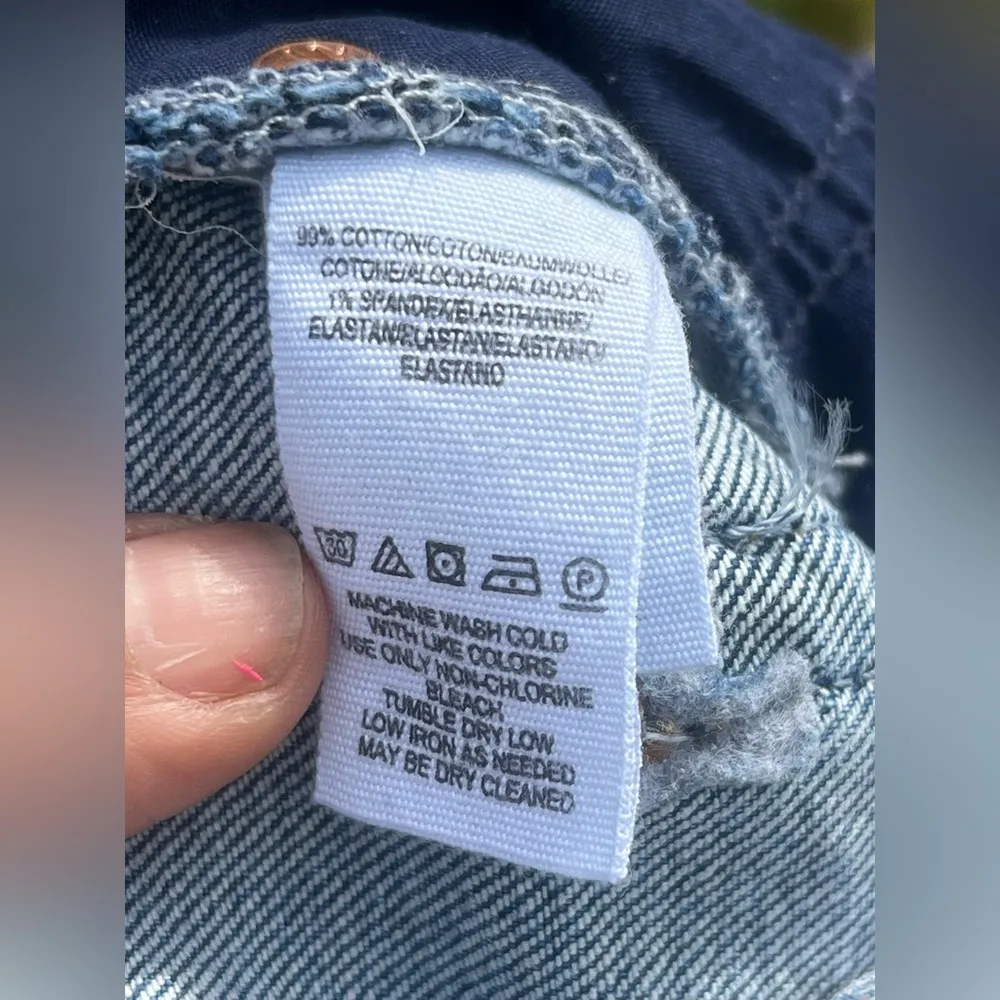 99% COTTON/COTON/BAUMWOLLE/
COTONE/ALGODÃO/ALGODÓN
1% SPANDEX/ELASTHANNE/
ELASTAN/ELASTAN/ELASTANO/
ELASTANO
30 P
MACHINE WASH COLD
WITH LIKE COLORS
USE ONLY NON-CHLORINE
BLEACH
TUMBLE DRY LOW
LOW IRON AS NEEDED
MAY BE DRY CLEANED